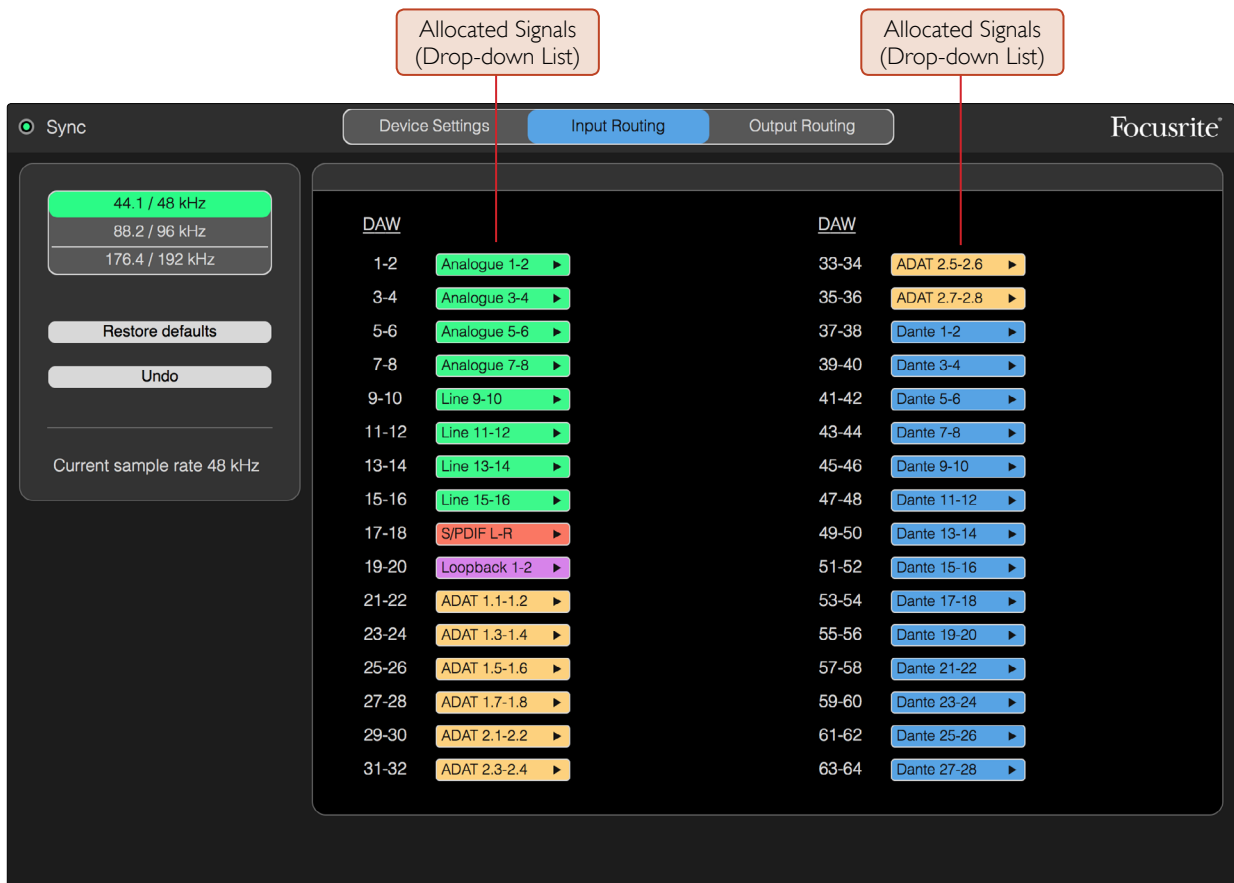 Allocated Signals
(Drop-down List)
Allocated Signals
(Drop-down List)
Sync
Device Settings
Input Routing
Output Routing
Focusrite®
44.1 / 48 kHz
88.2 / 96 kHz
176.4 / 192 kHz
Restore defaults
Undo
Current sample rate 48 kHz
DAW
1-2 Analogue 1-2
3-4 Analogue 3-4
5-6 Analogue 5-6
7-8 Analogue 7-8
9-10 Line 9-10
11-12 Line 11-12
13-14 Line 13-14
15-16 Line 15-16
17-18 S/PDIF L-R
19-20 Loopback 1-2
21-22 ADAT 1.1-1.2
23-24 ADAT 1.3-1.4
25-26 ADAT 1.5-1.6
27-28 ADAT 1.7-1.8
29-30 ADAT 2.1-2.2
31-32 ADAT 2.3-2.4
DAW
33-34 ADAT 2.5-2.6
35-36 ADAT 2.7-2.8
37-38 Dante 1-2
39-40 Dante 3-4
41-42 Dante 5-6
43-44 Dante 7-8
45-46 Dante 9-10
47-48 Dante 11-12
49-50 Dante 13-14
51-52 Dante 15-16
53-54 Dante 17-18
55-56 Dante 19-20
57-58 Dante 21-22
59-60 Dante 23-24
61-62 Dante 25-26
63-64 Dante 27-28